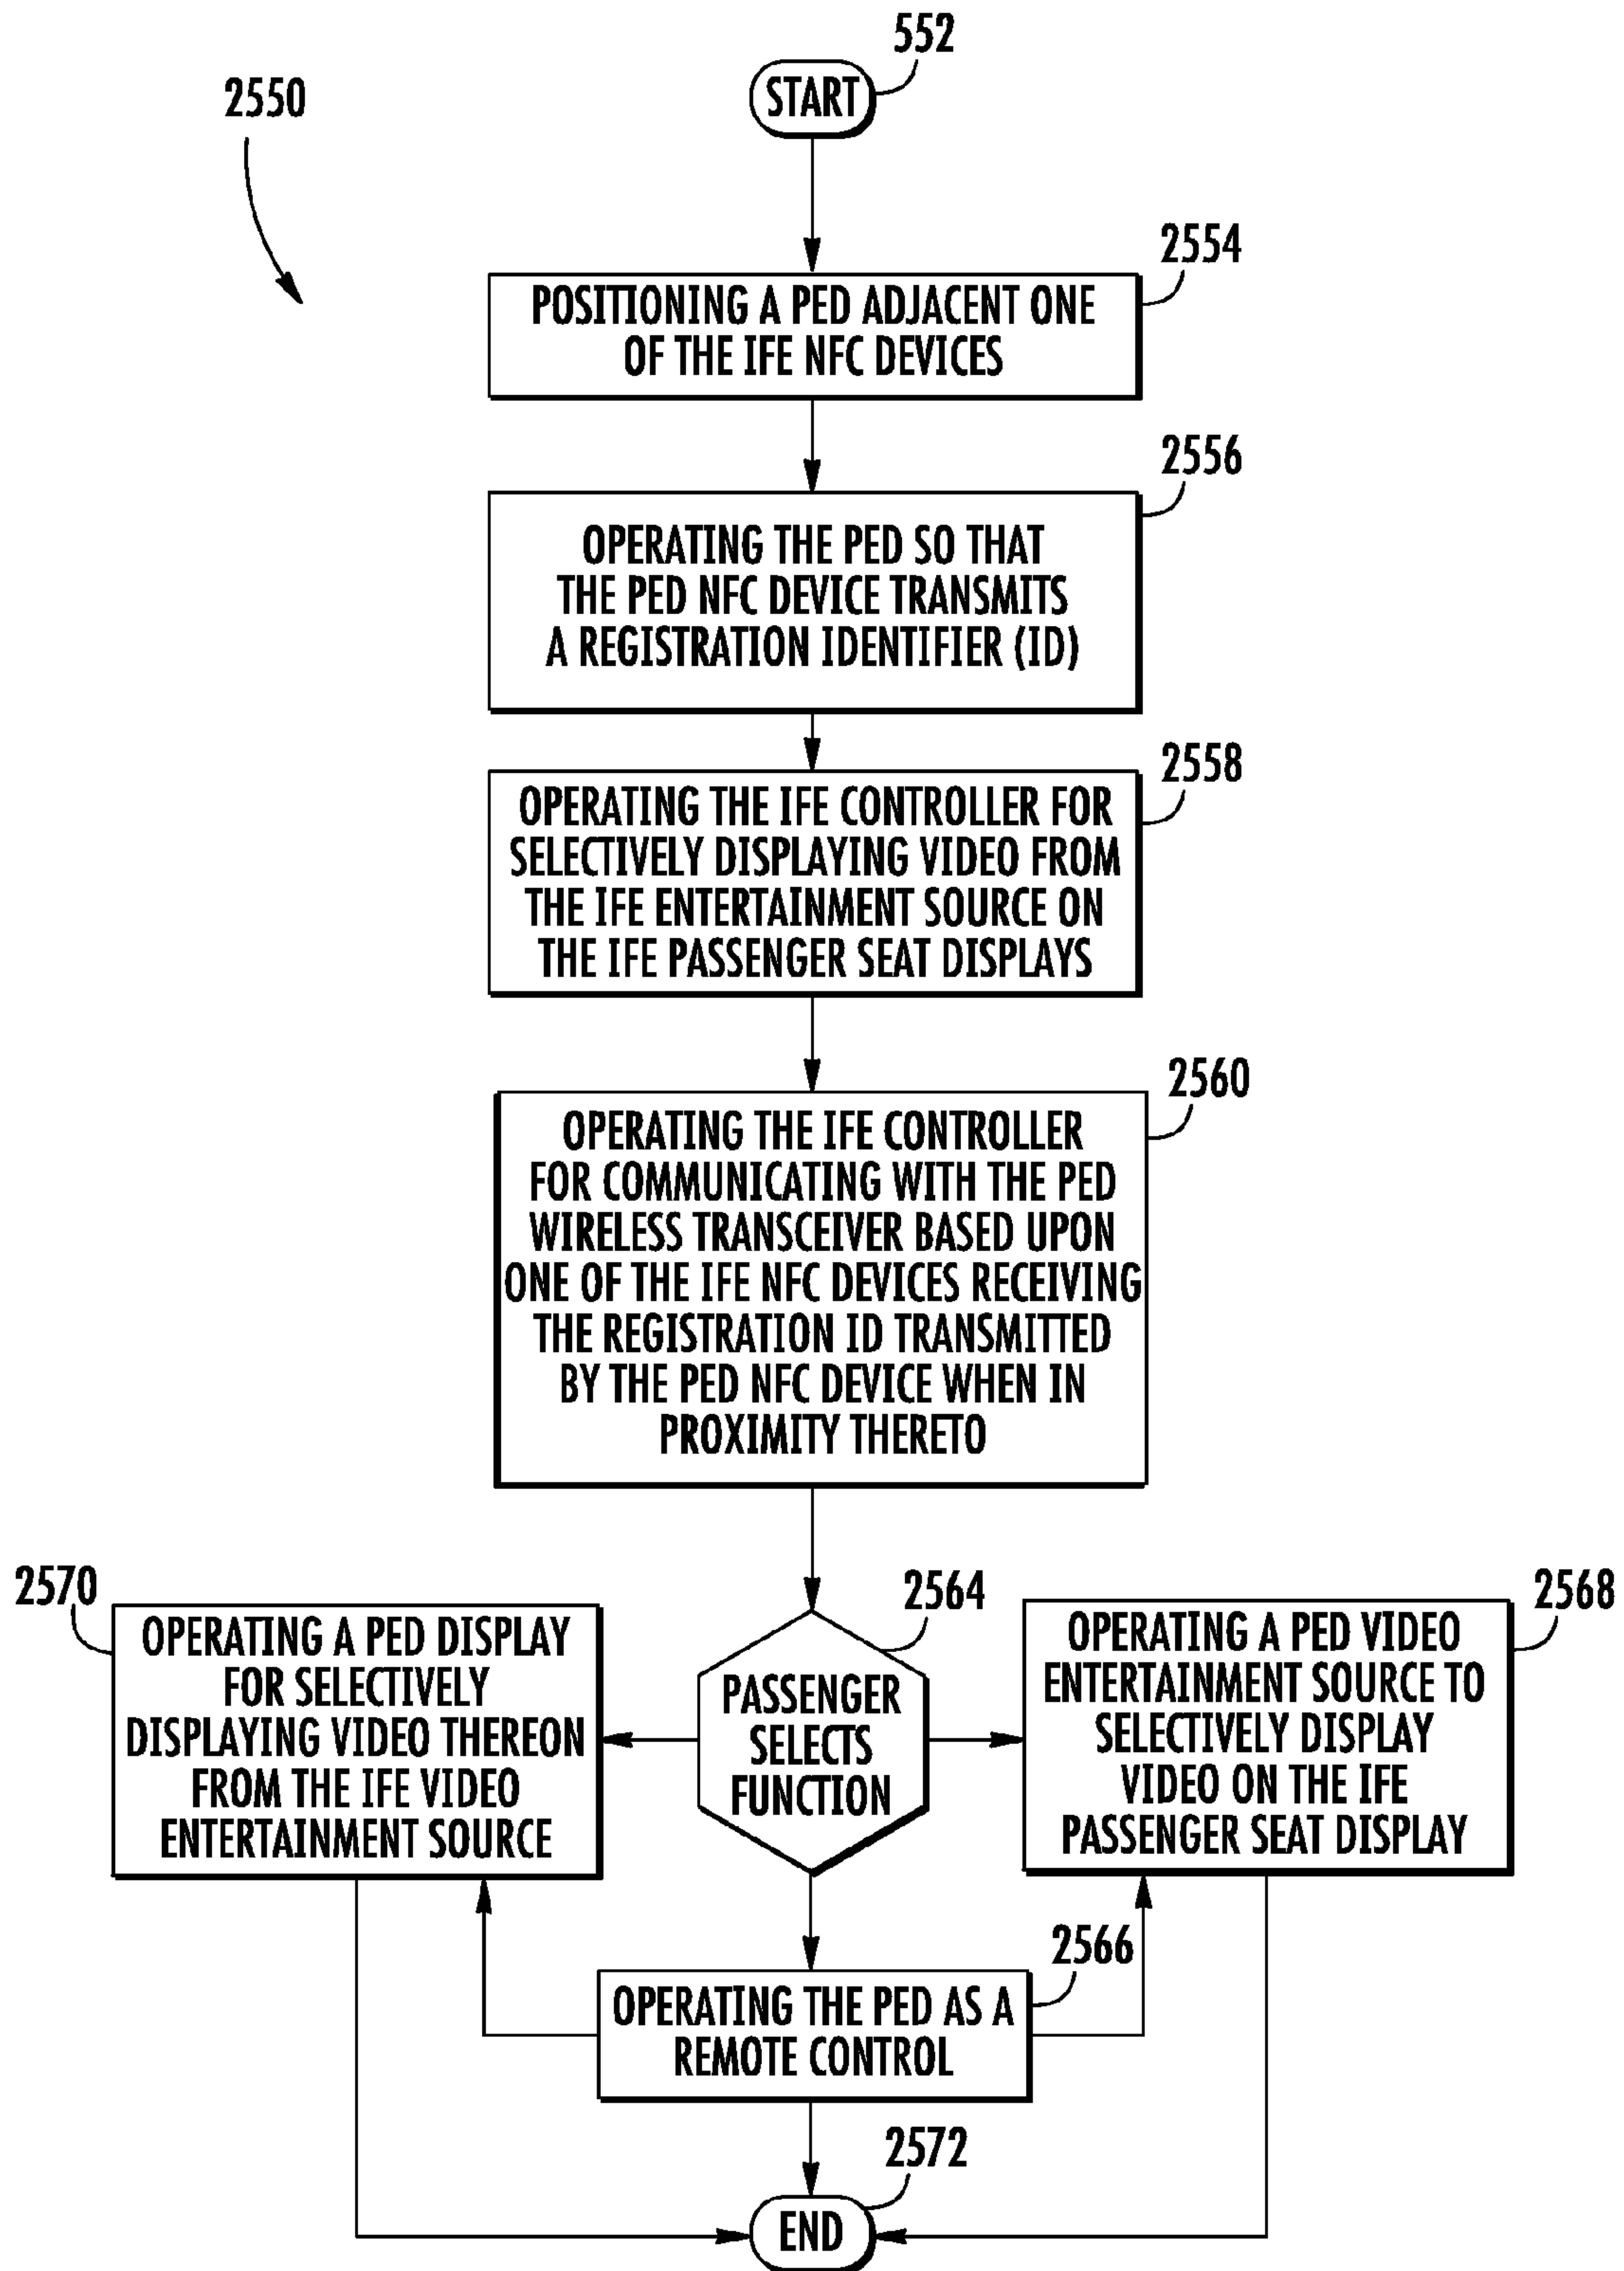 552
START
2550
2554
POSITIONING A PED ADJACENT ONE
OF THE IFE NFC DEVICES
2556
OPERATING THE PED SO THAT
THE PED NFC DEVICE TRANSMITS
A REGISTRATION IDENTIFIER (ID)
2558
OPERATING THE IFE CONTROLLER FOR
SELECTIVELY DISPLAYING VIDEO FROM
THE IFE ENTERTAINMENT SOURCE ON
THE IFE PASSENGER SEAT DISPLAYS
2560
OPERATING THE IFE CONTROLLER
FOR COMMUNICATING WITH THE PED
WIRELESS TRANSCEIVER BASED UPON
ONE OF THE IFE NFC DEVICES RECEIVING
THE REGISTRATION ID TRANSMITTED
BY THE PED NFC DEVICE WHEN IN
PROXIMITY THERETO
2570
OPERATING A PED DISPLAY
FOR SELECTIVELY
DISPLAYING VIDEO THEREON
FROM THE IFE VIDEO
ENTERTAINMENT SOURCE
2564
PASSENGER
SELECTS
FUNCTION
2568
OPERATING A PED VIDEO
ENTERTAINMENT SOURCE TO
SELECTIVELY DISPLAY
VIDEO ON THE IFE
PASSENGER SEAT DISPLAY
2566
OPERATING THE PED AS A
REMOTE CONTROL
2572
END